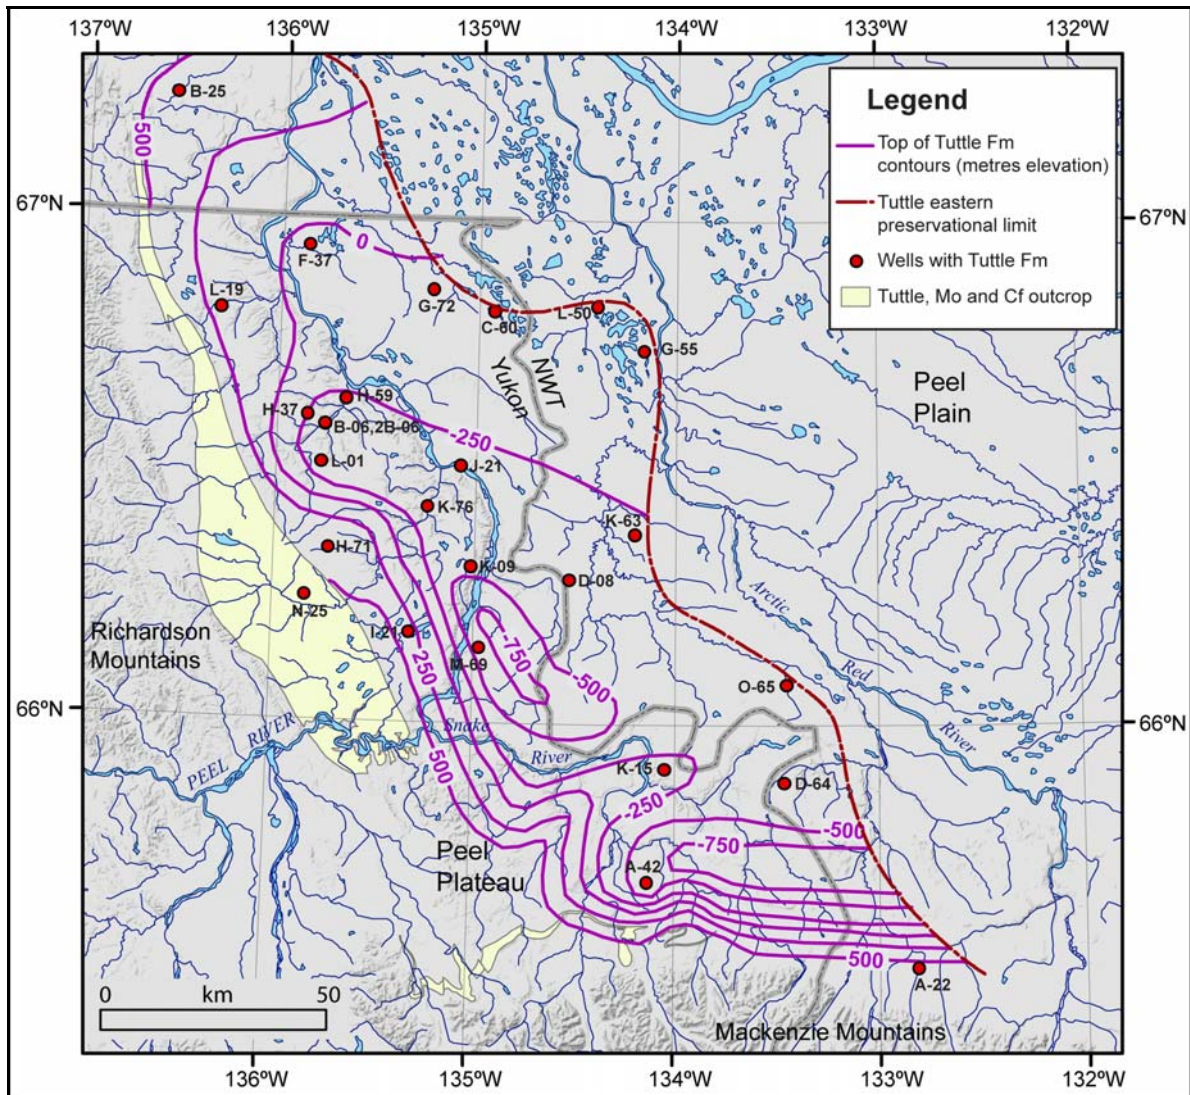 137°W
136°W
135°W
134°W
133°W
132°W
Legend
Top of Tuttle Fm
contours (metres elevation)
Tuttle eastern
preservational limit
Wells with Tuttle Fm
Tuttle, Mo and Cf outcrop
B-25
500
67°N
67°N
F-37
0
L-19
G-72
C-60
L-50
G-55
NWT
Yukon
Peel
Plain
H-59
H-37
B-06,2B-06
-250
L-01
J-21
K-76
K-63
H-71
K-09
D-08
N-25
Arctic
Richardson
Mountains
I-21
250
M-69
-750
-500
O-65
Red
River
66°N
66°N
PEEL RIVER
Snake
River
500
K-15
D-64
-250
-500
-750
Peel
Plateau
A-42
500
A-22
0 km 50
Mackenzie Mountains
136°W
135°W
134°W
133°W
132°W